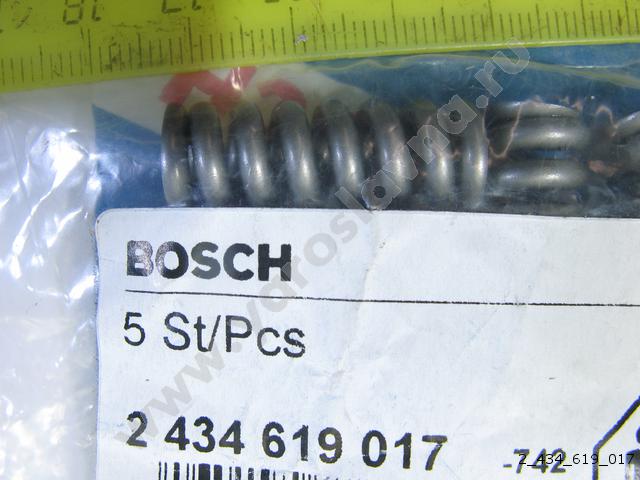 BOSCH
5 St/Pcs
2 434 619 017
-742
2_434_619_017
www.yaroslavna.ru